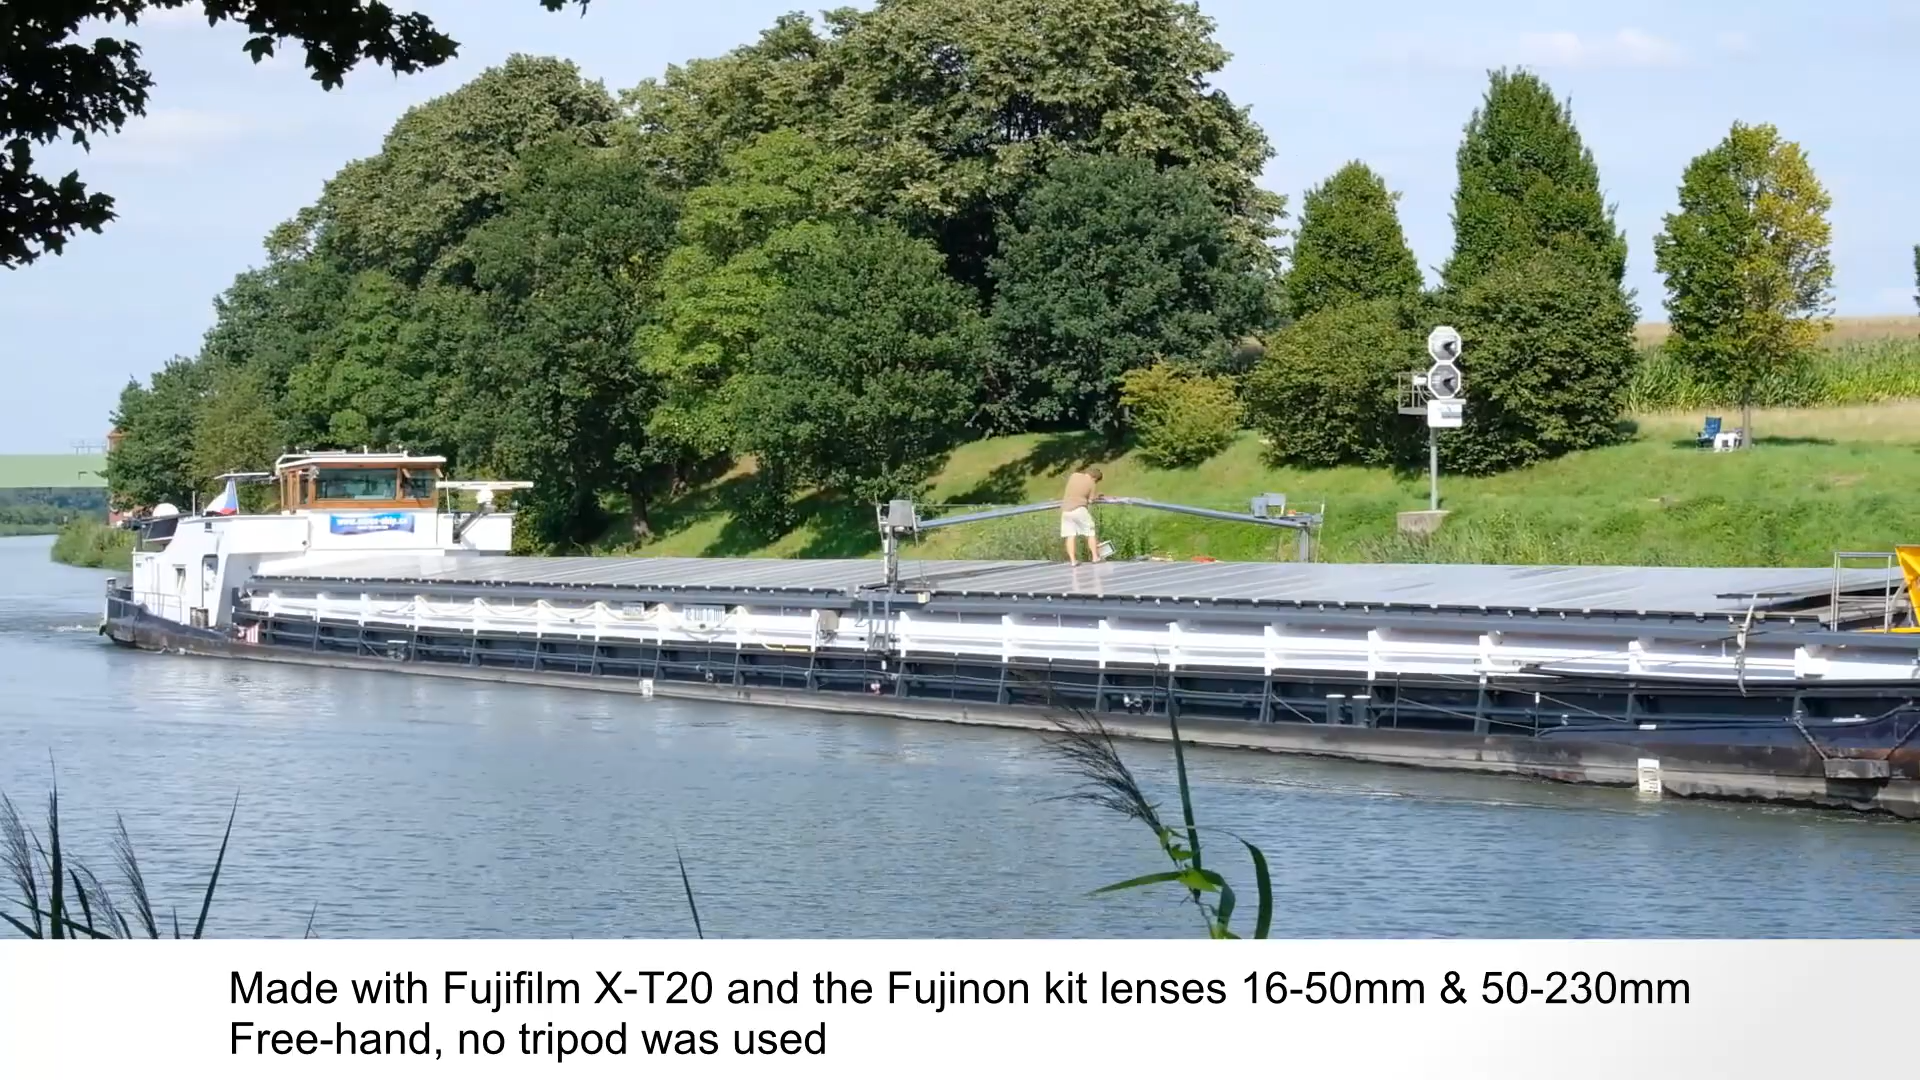 Made with Fujifilm X-T20 and the Fujinon kit lenses 16-50mm & 50-230mm
Free-hand, no tripod was used